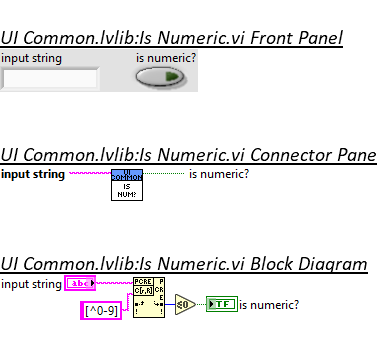 UI Common.lvlib:Is Numeric.vi Front Panel
input string is numeric?
UI Common.lvlib:Is Numeric.vi Connector Pane
input string is numeric?
UI
COMMON
IS
NUM?
UI Common.lvlib:Is Numeric.vi Block Diagram
input string abc
PCRE P
C[r,R] CR
E
[^0-9]
≤0
TF is numeric?